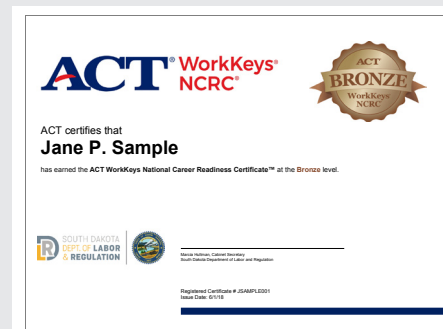 ACT® WorkKeys®
NCRC®
ACT
BRONZE
WorkKeys
NCRC
ACT certifies that
Jane P. Sample
has earned the ACT WorkKeys National Career Readiness Certificate™ at the Bronze level.
SOUTH DAKOTA
DEPT. OF LABOR
& REGULATION
Marcia Hultman, Cabinet Secretary
South Dakota Department of Labor and Regulation
Registered Certificate # JSAMPLE001
Issue Date: 6/1/18